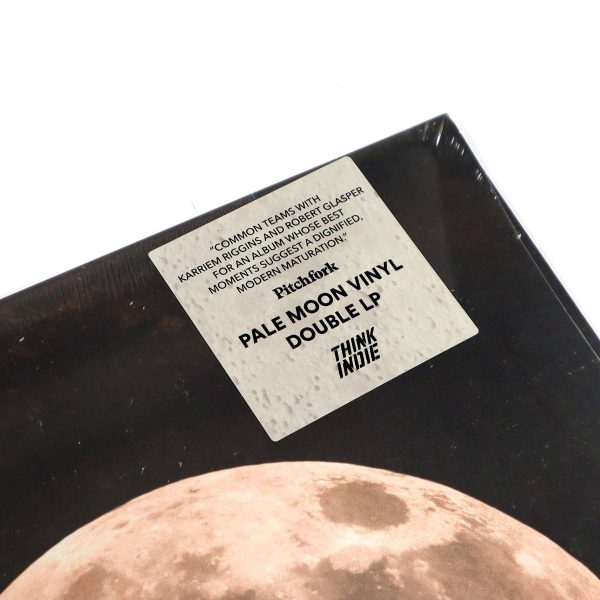 "COMMON TEAMS WITH
KARRIEM RIGGINS AND ROBERT GLASPER
FOR AN ALBUM WHOSE BEST
MOMENTS SUGGEST A DIGNIFIED,
MODERN MATURATION."
Pitchfork
PALE MOON VINYL
DOUBLE LP
THINK
INDIE